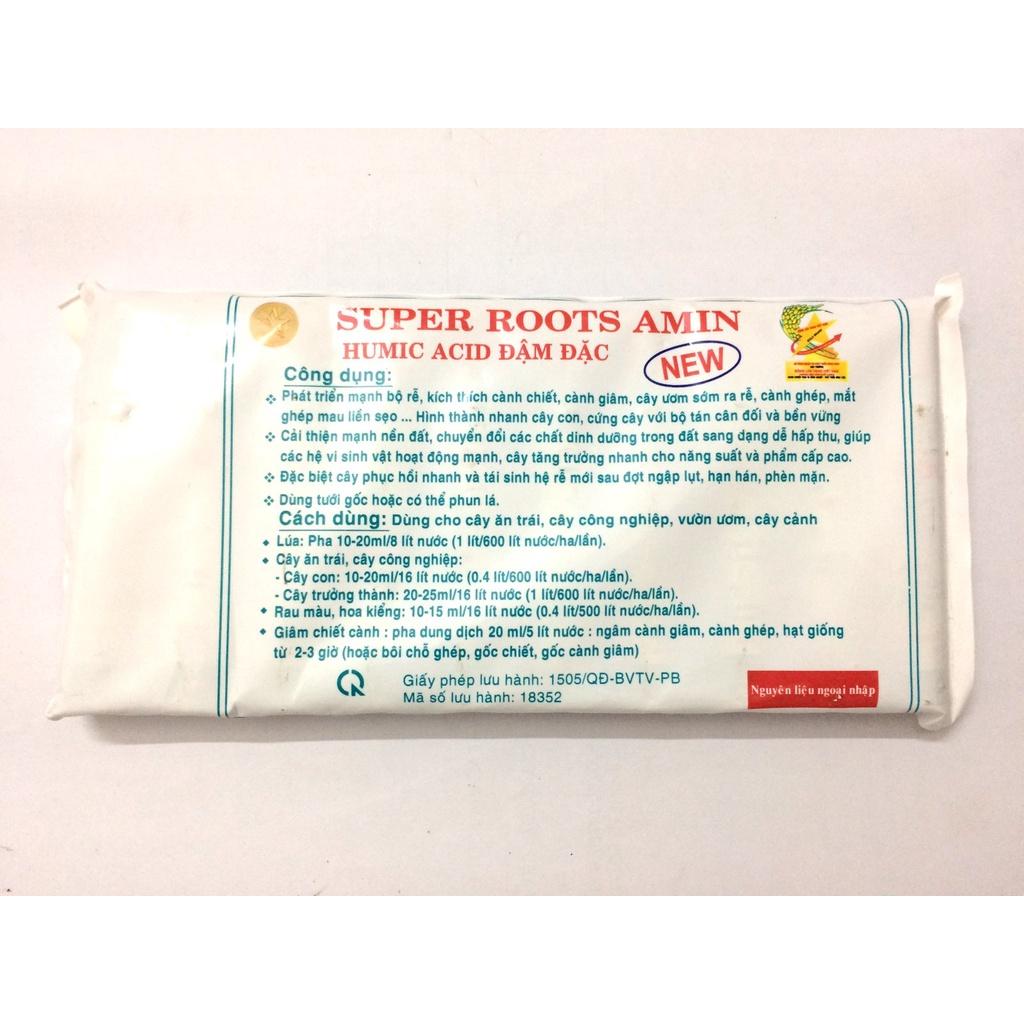 SUPER ROOTS AMIN
HUMIC ACID ĐẬM ĐẶC
NEW
Công dụng:
❖ Phát triển mạnh bộ rễ, kích thích cành chiết, cành giâm, cây ươm sớm ra rễ, cành ghép, mắt
ghép mau liền sẹo ... Hình thành nhanh cây con, cứng cây với bộ tán cân đối và bền vững
❖ Cải thiện mạnh nền đất, chuyển đổi các chất dinh dưỡng trong đất sang dạng dễ hấp thu, giúp
các hệ vi sinh vật hoạt động mạnh, cây tăng trưởng nhanh cho năng suất và phẩm cấp cao.
❖ Đặc biệt cây phục hồi nhanh và tái sinh hệ rễ mới sau đợt ngập lụt, hạn hán, phèn mặn.
❖ Dùng tưới gốc hoặc có thể phun lá.
Cách dùng: Dùng cho cây ăn trái, cây công nghiệp, vườn ươm, cây cảnh
◆ Lúa: Pha 10-20ml/8 lít nước (1 lít/600 lít nước/ha/lần).
◆ Cây ăn trái, cây công nghiệp:
- Cây con: 10-20ml/16 lít nước (0.4 lít/600 lít nước/ha/lần).
- Cây trưởng thành: 20-25ml/16 lít nước (1 lít/600 lít nước/ha/lần).
◆ Rau màu, hoa kiểng: 10-15 ml/16 lít nước (0.4 lít/500 lít nước/ha/lần).
◆ Giâm chiết cành : pha dung dịch 20 ml/5 lít nước : ngâm cành giâm, cành ghép, hạt giống
từ 2-3 giờ (hoặc bôi chỗ ghép, gốc chiết, gốc cành giâm)
Giấy phép lưu hành: 1505/QĐ-BVTV-PB
Mã số lưu hành: 18352
Nguyên liệu ngoại nhập